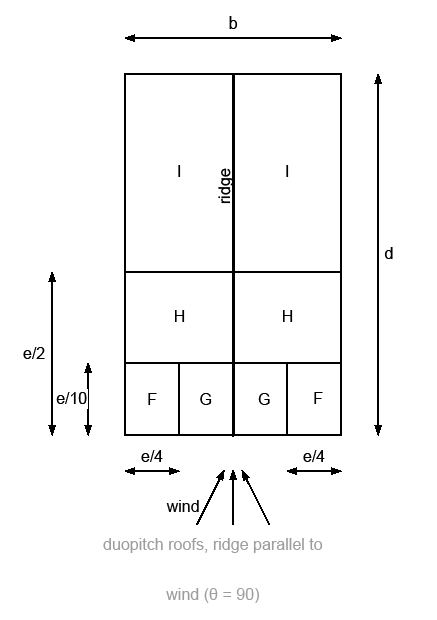 b
I
I
ridge
d
H
H
e/2
e/10
F
G
G
F
e/4
e/4
wind
duopitch roofs, ridge parallel to
wind (θ = 90)